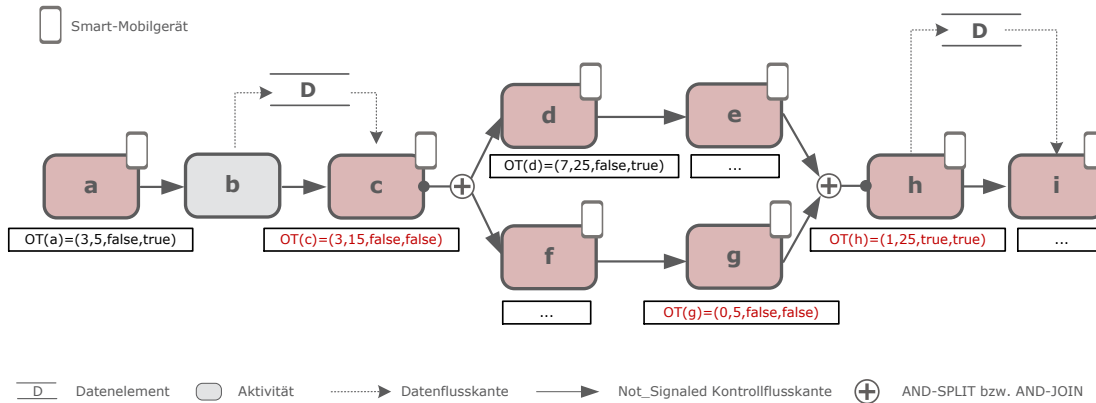 Smart-Mobilgerät
D
D
d
e
a
b
c
h
i
OT(d)=(7,25,false,true)
...
OT(a)=(3,5,false,true)
OT(c)=(3,15,false,false)
OT(h)=(1,25,true,true)
...
f
g
...
OT(g)=(0,5,false,false)
D Datenelement Aktivität Datenflusskante Not_Signaled Kontrollflusskante AND-SPLIT bzw. AND-JOIN